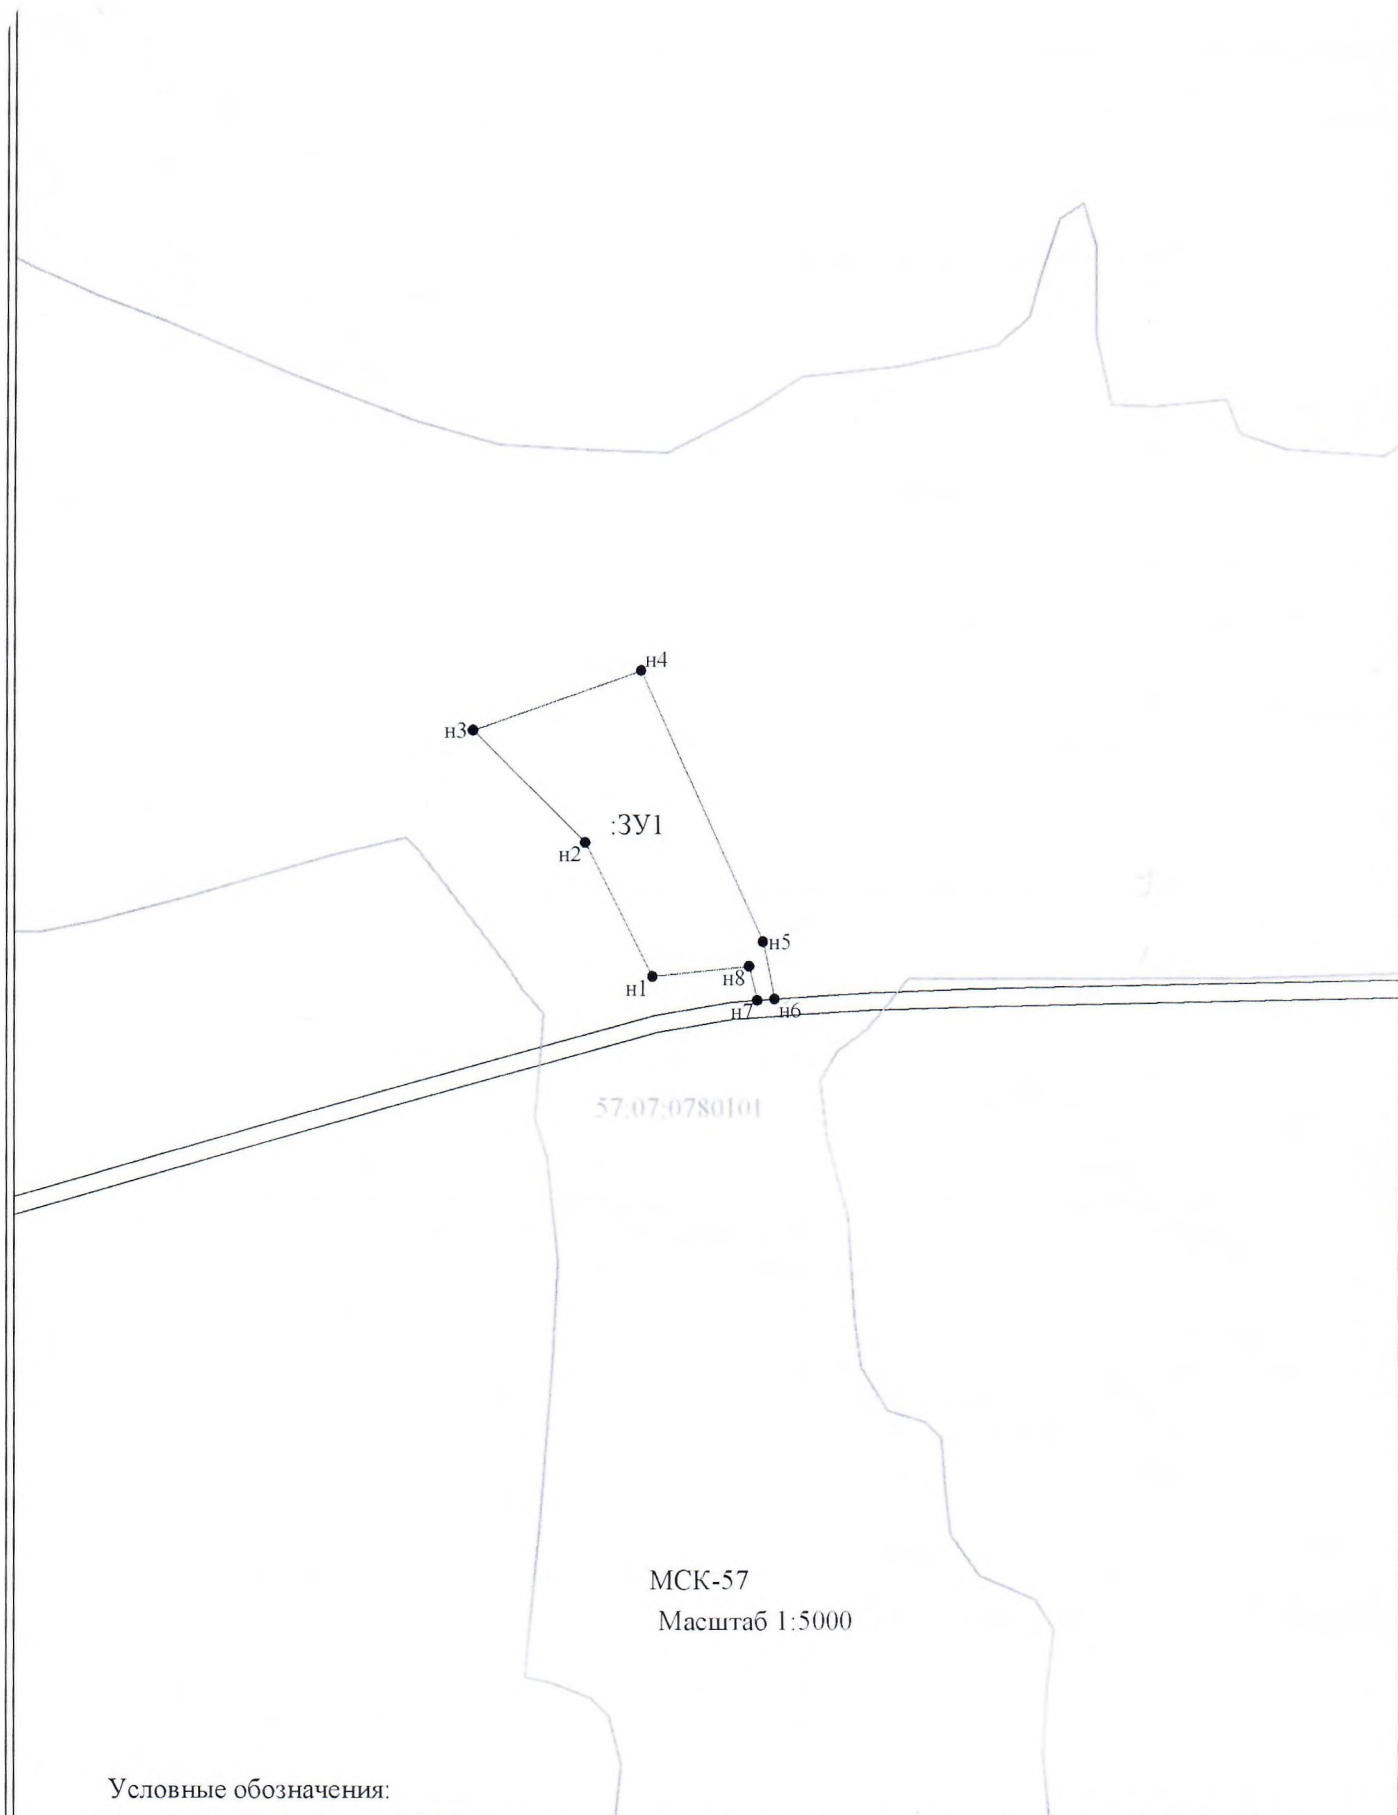 н4
н3
:ЗУ1
н2
н5
н8
н1
н7
н6
57:07:0780101
МСК-57
Масштаб 1:5000
Условные обозначения: